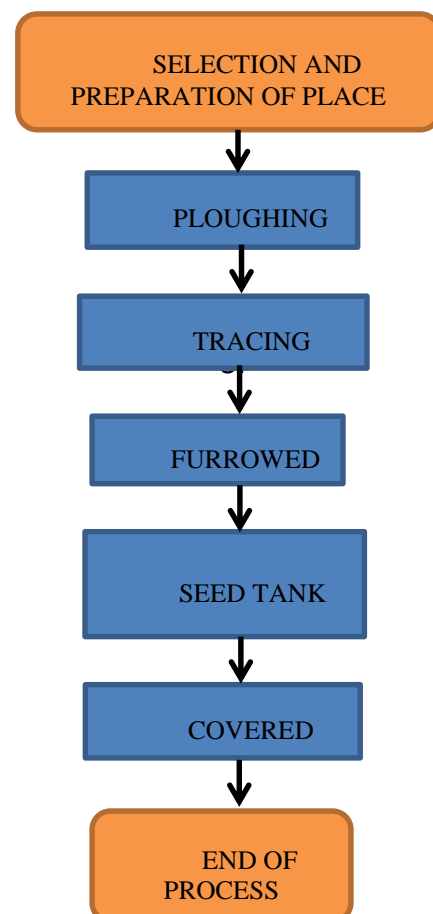 SELECTION AND
PREPARATION OF PLACE
PLOUGHING
TRACING
FURROWED
SEED TANK
COVERED
END OF
PROCESS